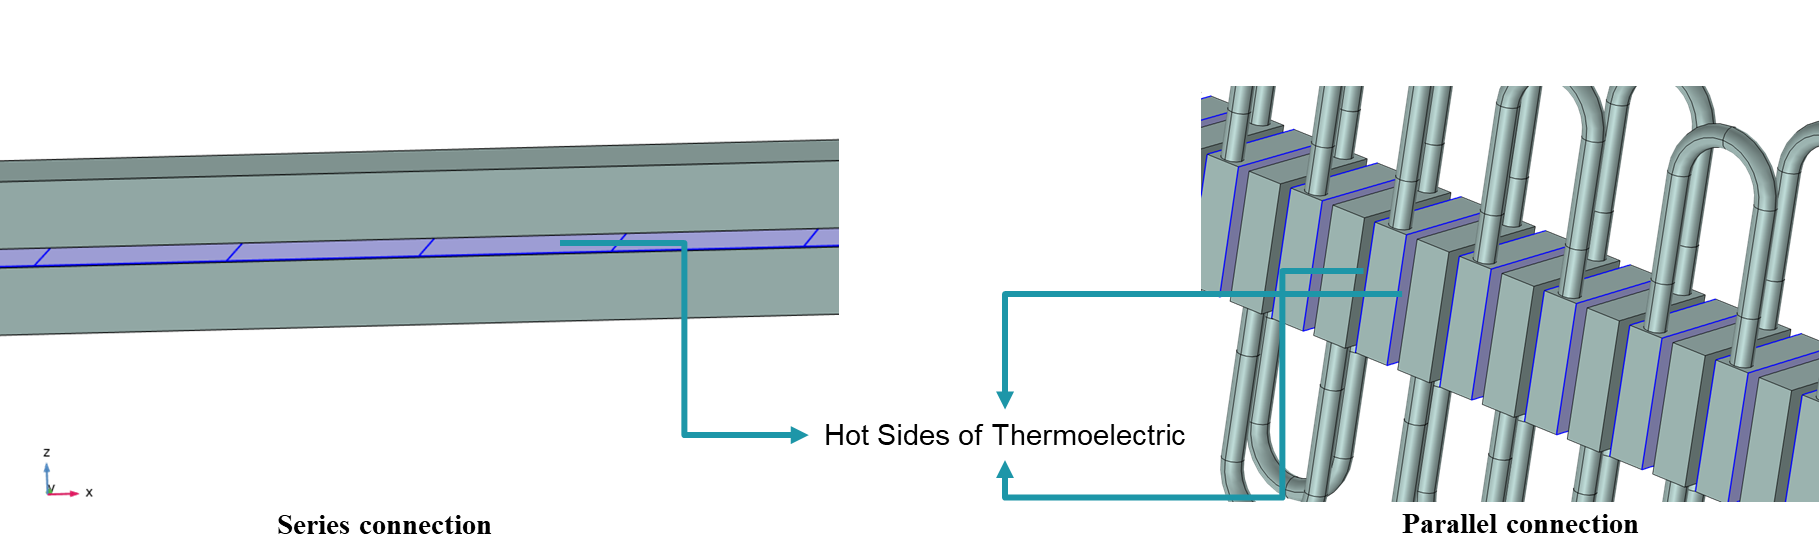 Hot Sides of Thermoelectric
z
y
x
Series connection
Parallel connection